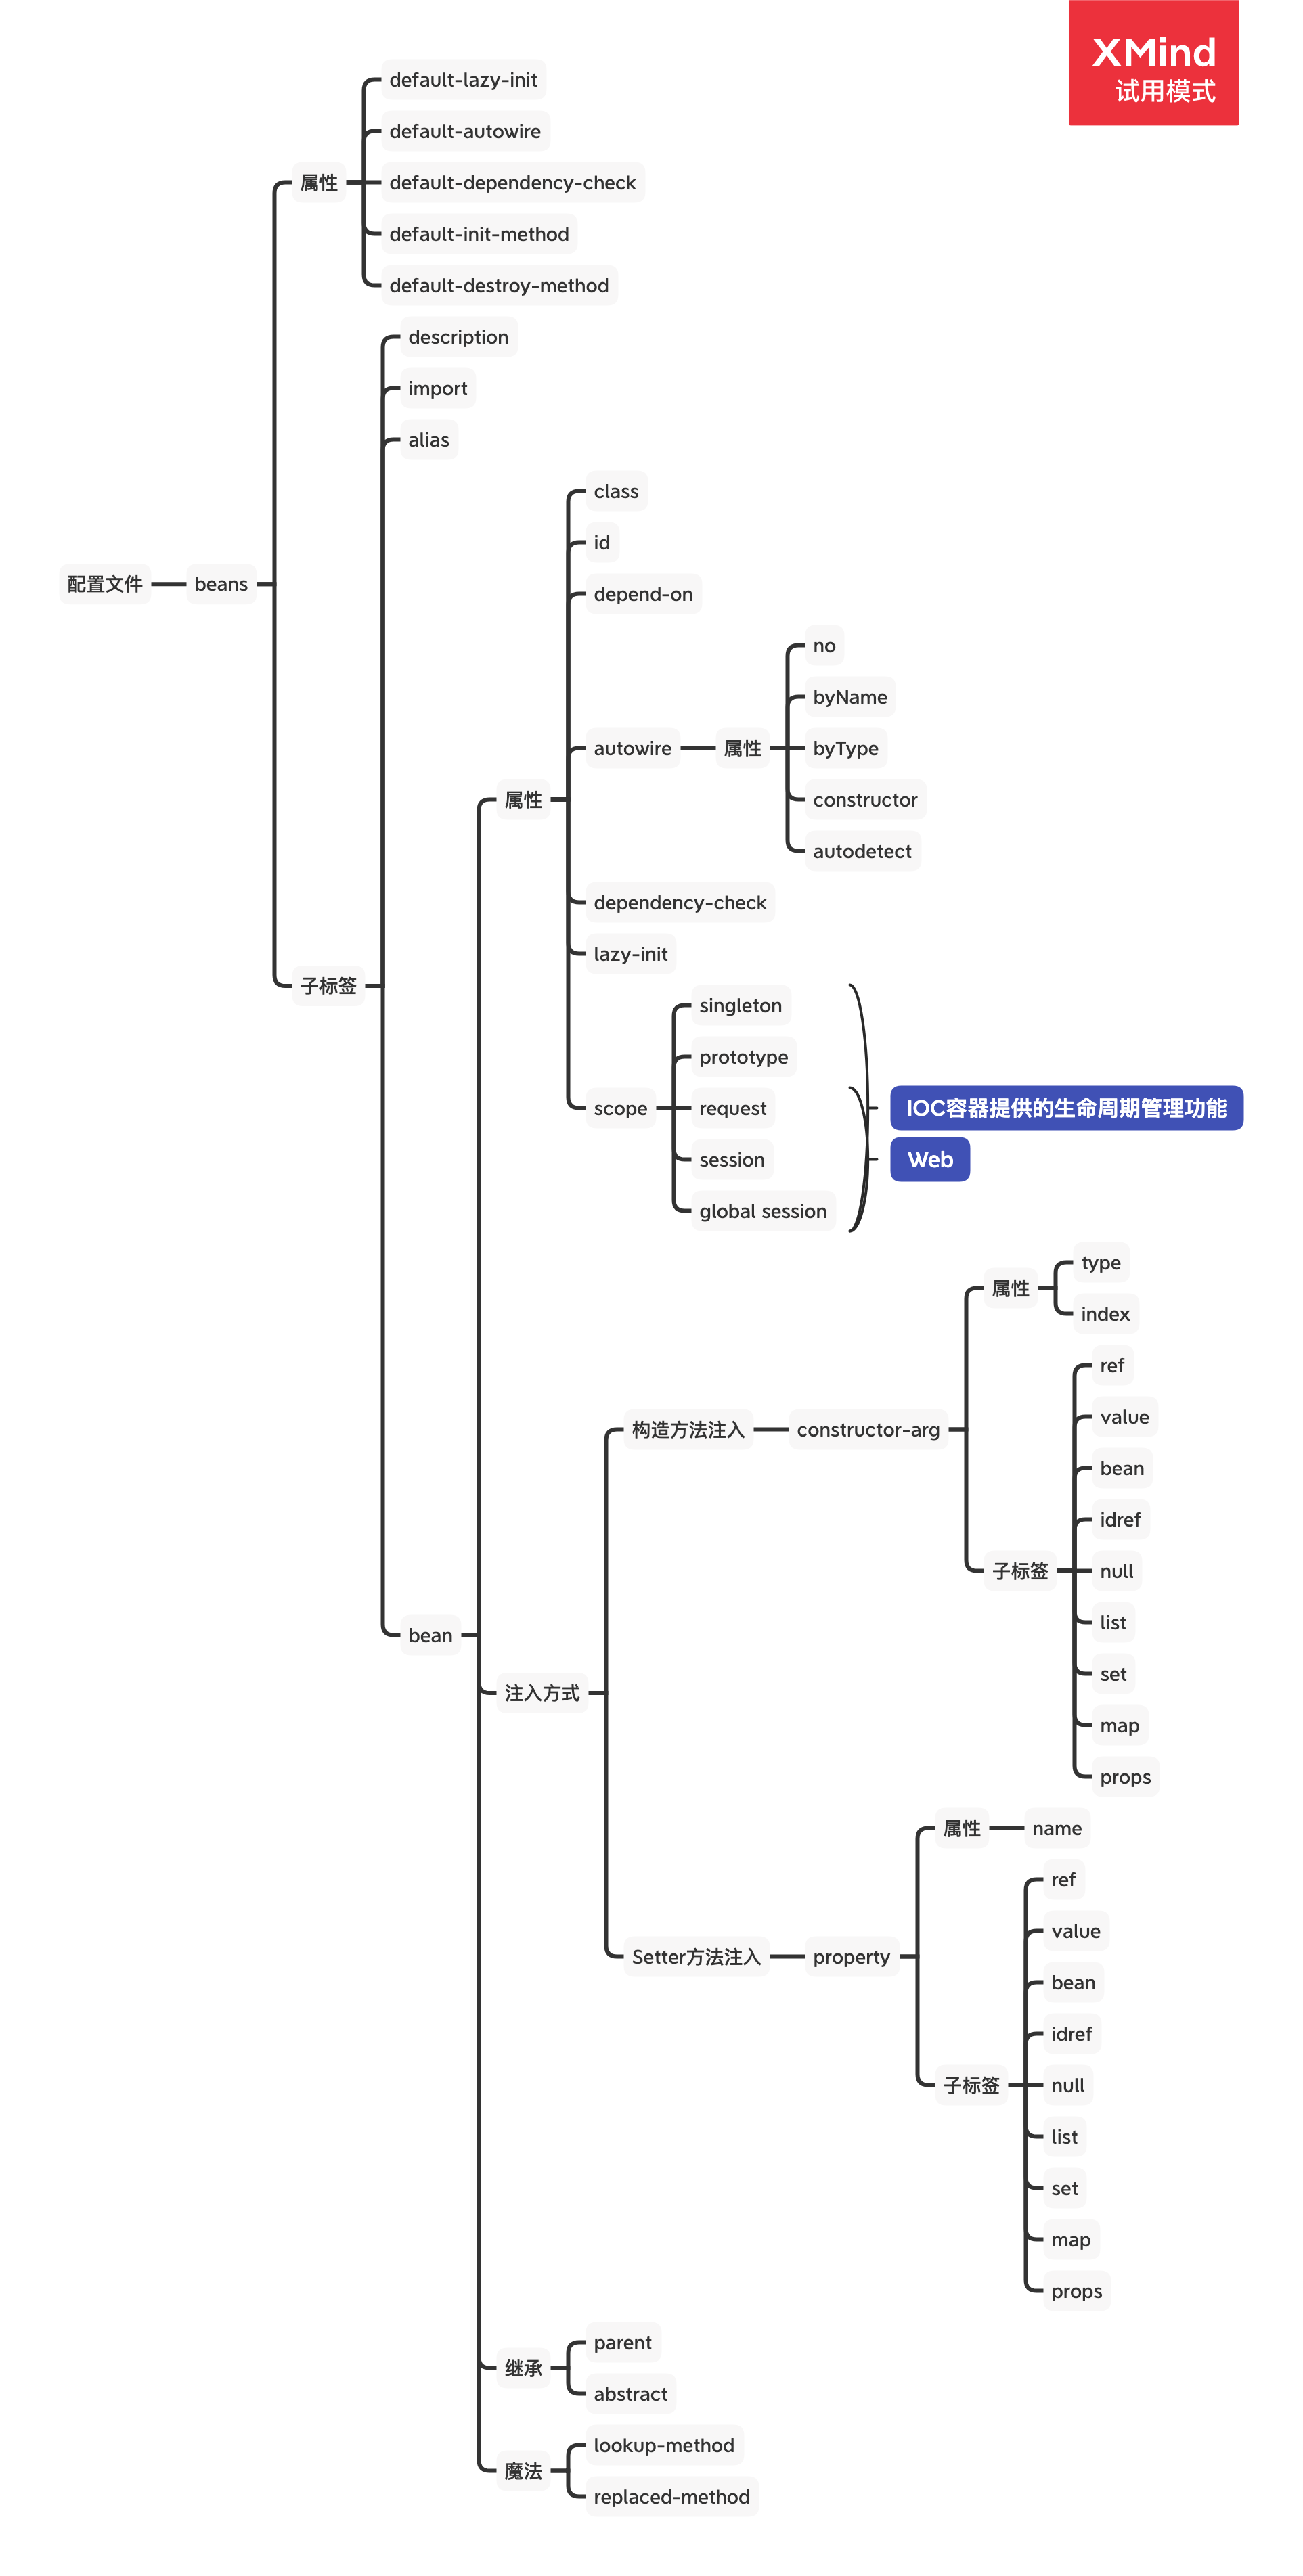 XMind
试用模式
default-lazy-init
default-autowire
属性
default-dependency-check
default-init-method
default-destroy-method
description
import
alias
class
id
depend-on
配置文件
beans
no
byName
autowire
属性
byType
属性
constructor
autodetect
dependency-check
lazy-init
子标签
singleton
prototype
scope
request
IOC容器提供的生命周期管理功能
session
Web
global session
type
属性
index
ref
value
构造方法注入
constructor-arg
bean
idref
子标签
null
list
bean
set
注入方式
map
props
属性
name
ref
value
Setter方法注入
property
bean
idref
子标签
null
list
set
map
props
parent
继承
abstract
lookup-method
魔法
replaced-method